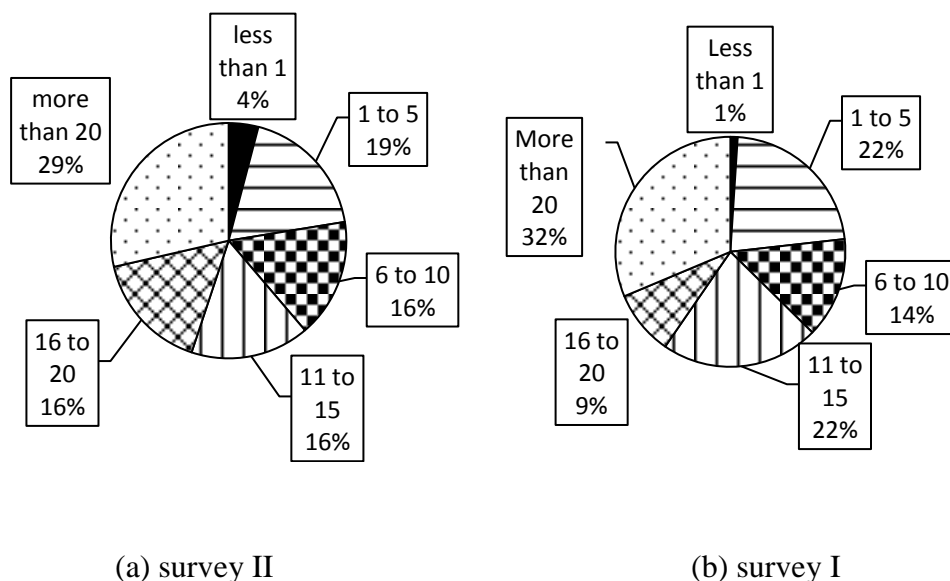 less
than 1
4%
1 to 5
19%
6 to 10
16%
11 to
15
16%
16 to
20
16%
more
than 20
29%
(a) survey II
Less
than 1
1%
1 to 5
22%
6 to 10
14%
11 to
15
22%
16 to
20
9%
More
than
20
32%
(b) survey I